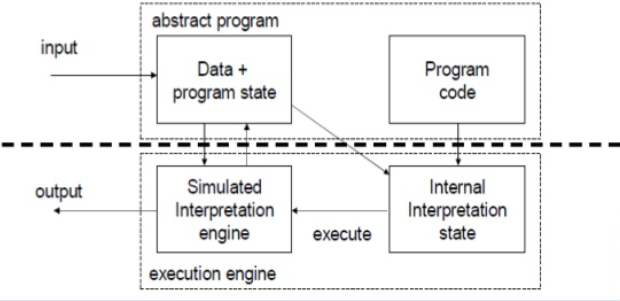 abstract program
input
Data +
program state
Program
code
output
Simulated
Interpretation
engine
execute
Internal
Interpretation
state
execution engine